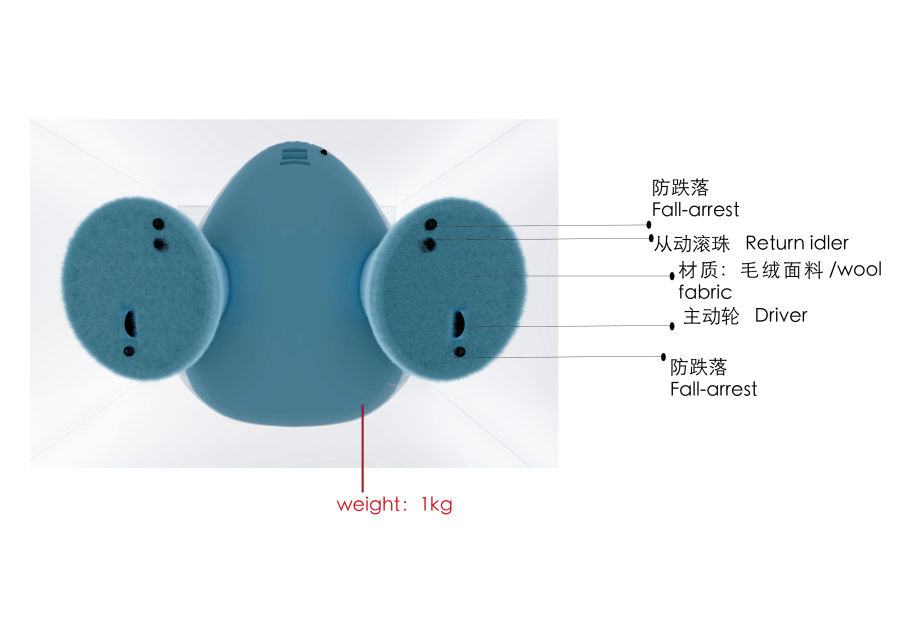 防跌落
Fall-arrest
从动滚珠 Return idler
材质：毛绒面料/wool
fabric
主动轮 Driver
防跌落
Fall-arrest
weight：1kg